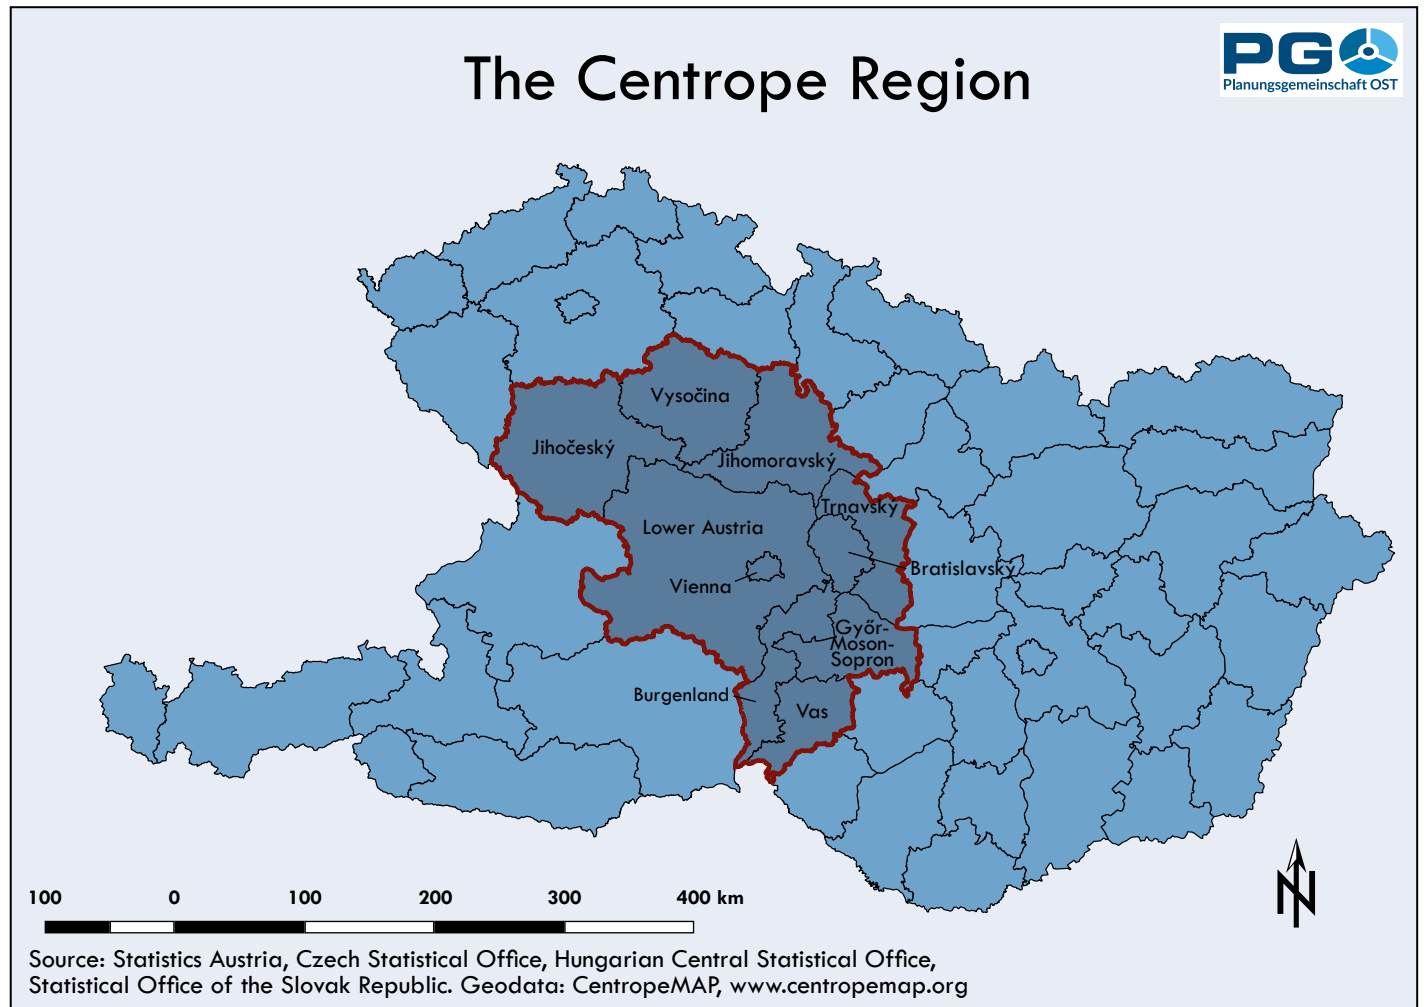 The Centrope Region
PGO
Planungsgemeinschaft OST
Vysočina
Jihočeský
Jihomoravský
Trnavský
Lower Austria
Bratislavský
Vienna
Győr-
Moson-
Sopron
Burgenland
Vas
100 0 100 200 300 400 km
N
Source: Statistics Austria, Czech Statistical Office, Hungarian Central Statistical Office,
Statistical Office of the Slovak Republic. Geodata: CentropeMAP, www.centropemap.org